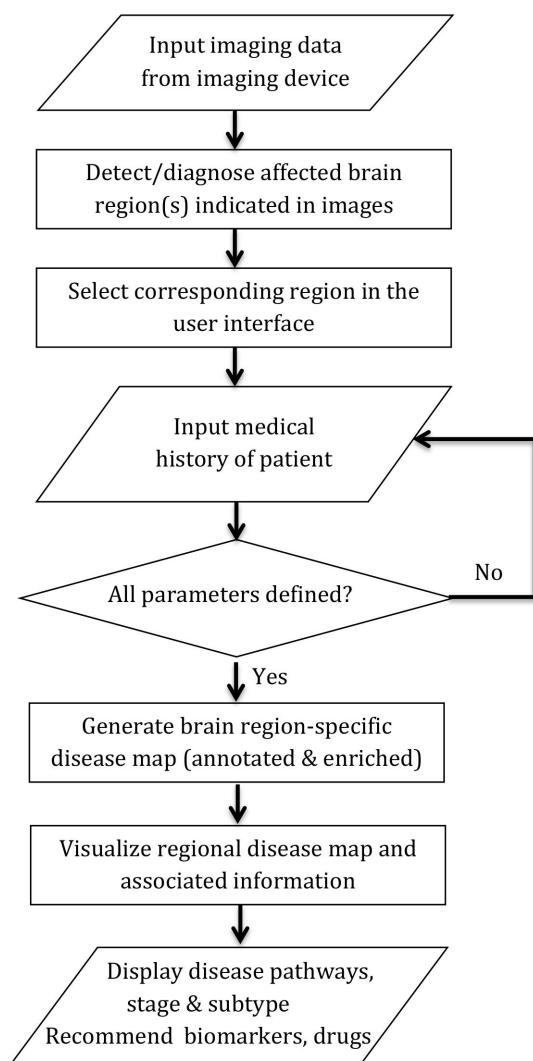 Input imaging data
from imaging device
Detect/diagnose affected brain
region(s) indicated in images
Select corresponding region in the
user interface
Input medical
history of patient
All parameters defined?
No
Yes
Generate brain region-specific
disease map (annotated & enriched)
Visualize regional disease map and
associated information
Display disease pathways,
stage & subtype
Recommend biomarkers, drugs